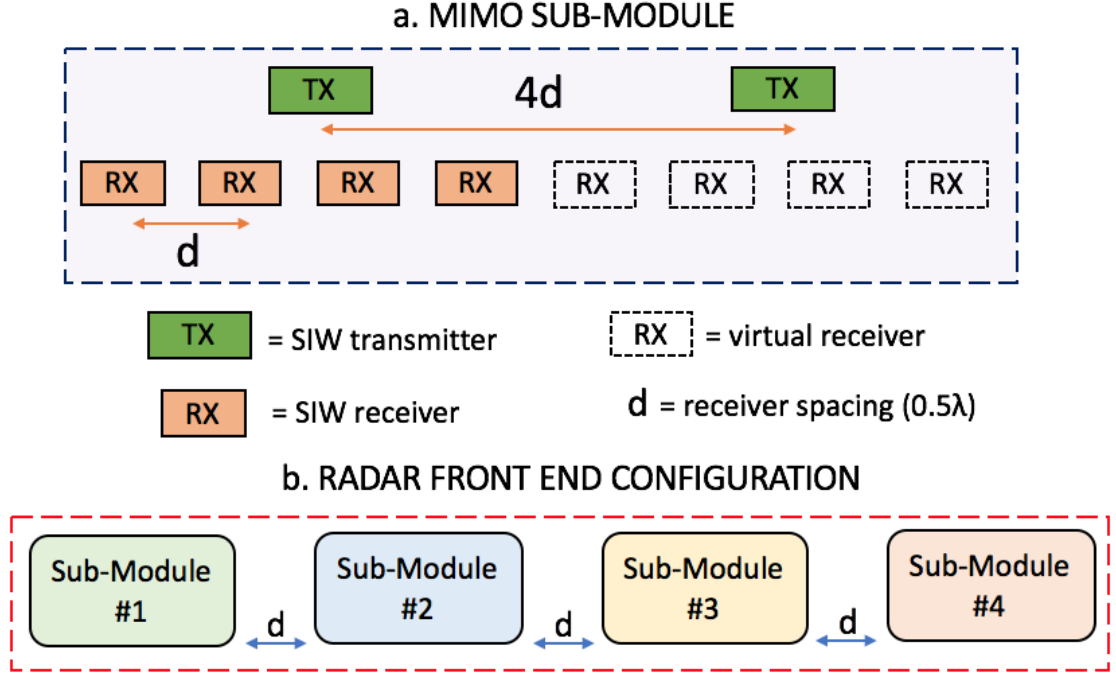 a. MIMO SUB-MODULE
TX 4d TX
RX RX RX RX RX RX RX RX
d
TX = SIW transmitter
RX = virtual receiver
RX = SIW receiver
d = receiver spacing (0.5λ)
b. RADAR FRONT END CONFIGURATION
Sub-Module
#1
d
Sub-Module
#2
d
Sub-Module
#3
d
Sub-Module
#4